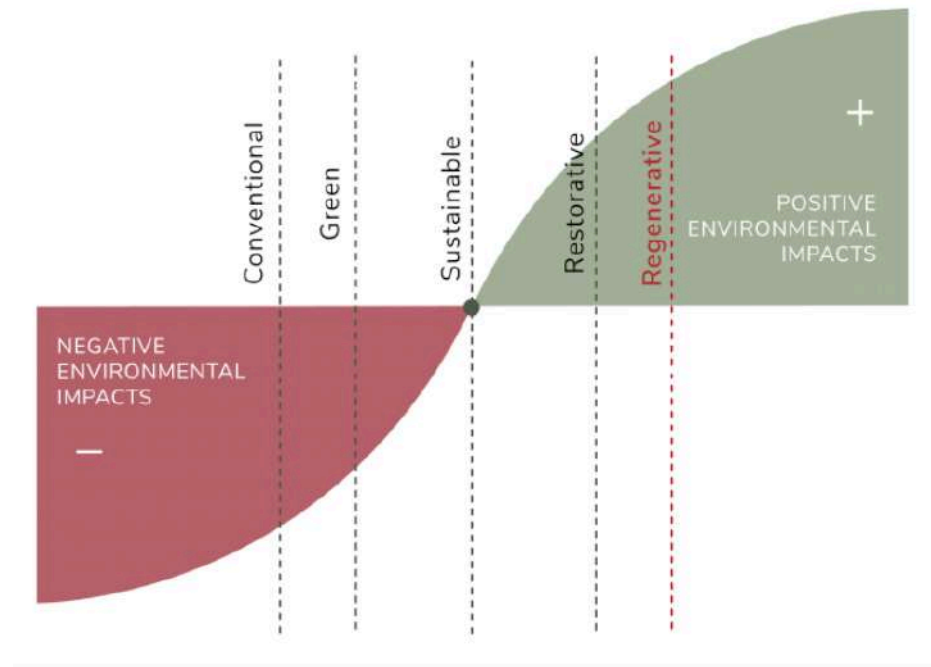 Conventional
Green
Sustainable
Restorative
Regenerative
+
POSITIVE
ENVIRONMENTAL
IMPACTS
NEGATIVE
ENVIRONMENTAL
IMPACTS
−